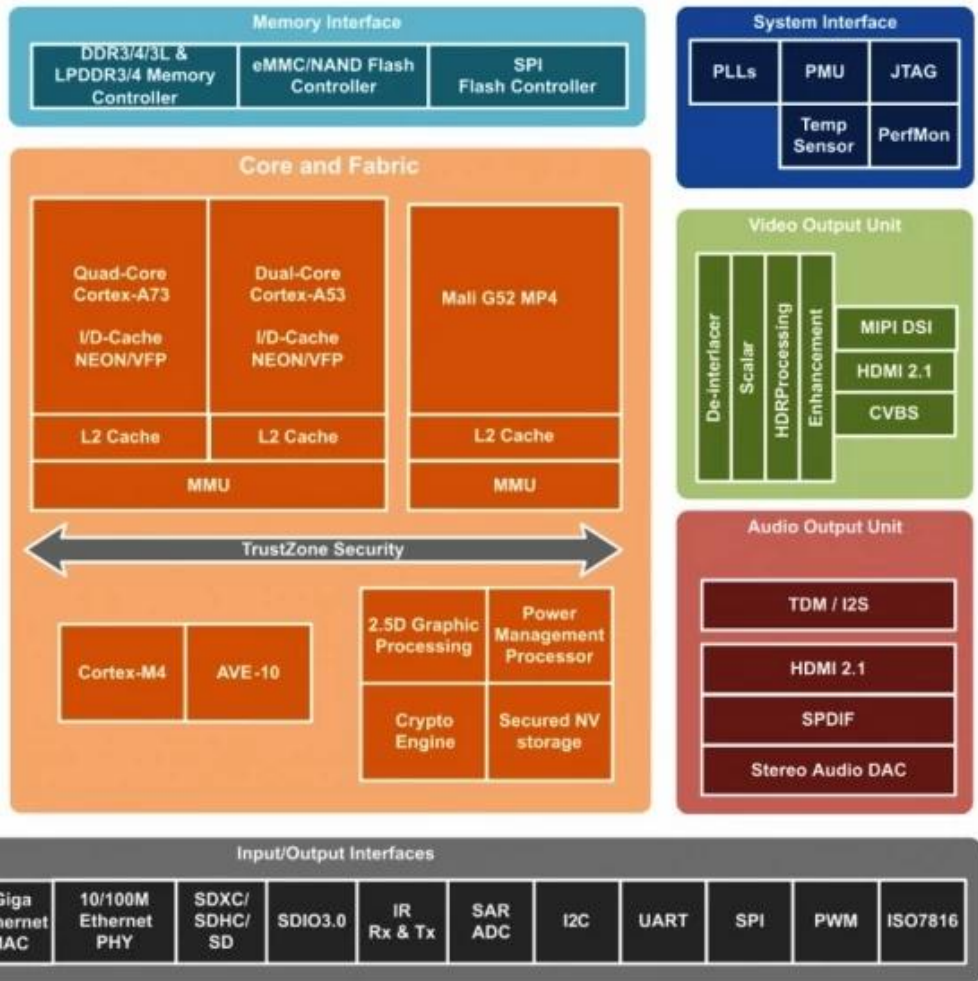 Memory Interface
DDR3/4/3L &
LPDDR3/4 Memory
Controller
eMMC/NAND Flash
Controller
SPI
Flash Controller
System Interface
PLLs
PMU
JTAG
Temp
Sensor
PerfMon
Core and Fabric
Quad-Core
Cortex-A73
I/D-Cache
NEON/VFP
Dual-Core
Cortex-A53
I/D-Cache
NEON/VFP
Mali G52 MP4
L2 Cache
L2 Cache
L2 Cache
MMU
MMU
TrustZone Security
Cortex-M4
AVE-10
2.5D Graphic
Processing
Power
Management
Processor
Crypto
Engine
Secured NV
storage
Video Output Unit
De-interlacer
Scalar
HDRProcessing
Enhancement
MIPI DSI
HDMI 2.1
CVBS
Audio Output Unit
TDM / I2S
HDMI 2.1
SPDIF
Stereo Audio DAC
Input/Output Interfaces
Giga
hernet
MAC
10/100M
Ethernet
PHY
SDXC/
SDHC/
SD
SDIO3.0
IR
Rx & Tx
SAR
ADC
I2C
UART
SPI
PWM
ISO7816